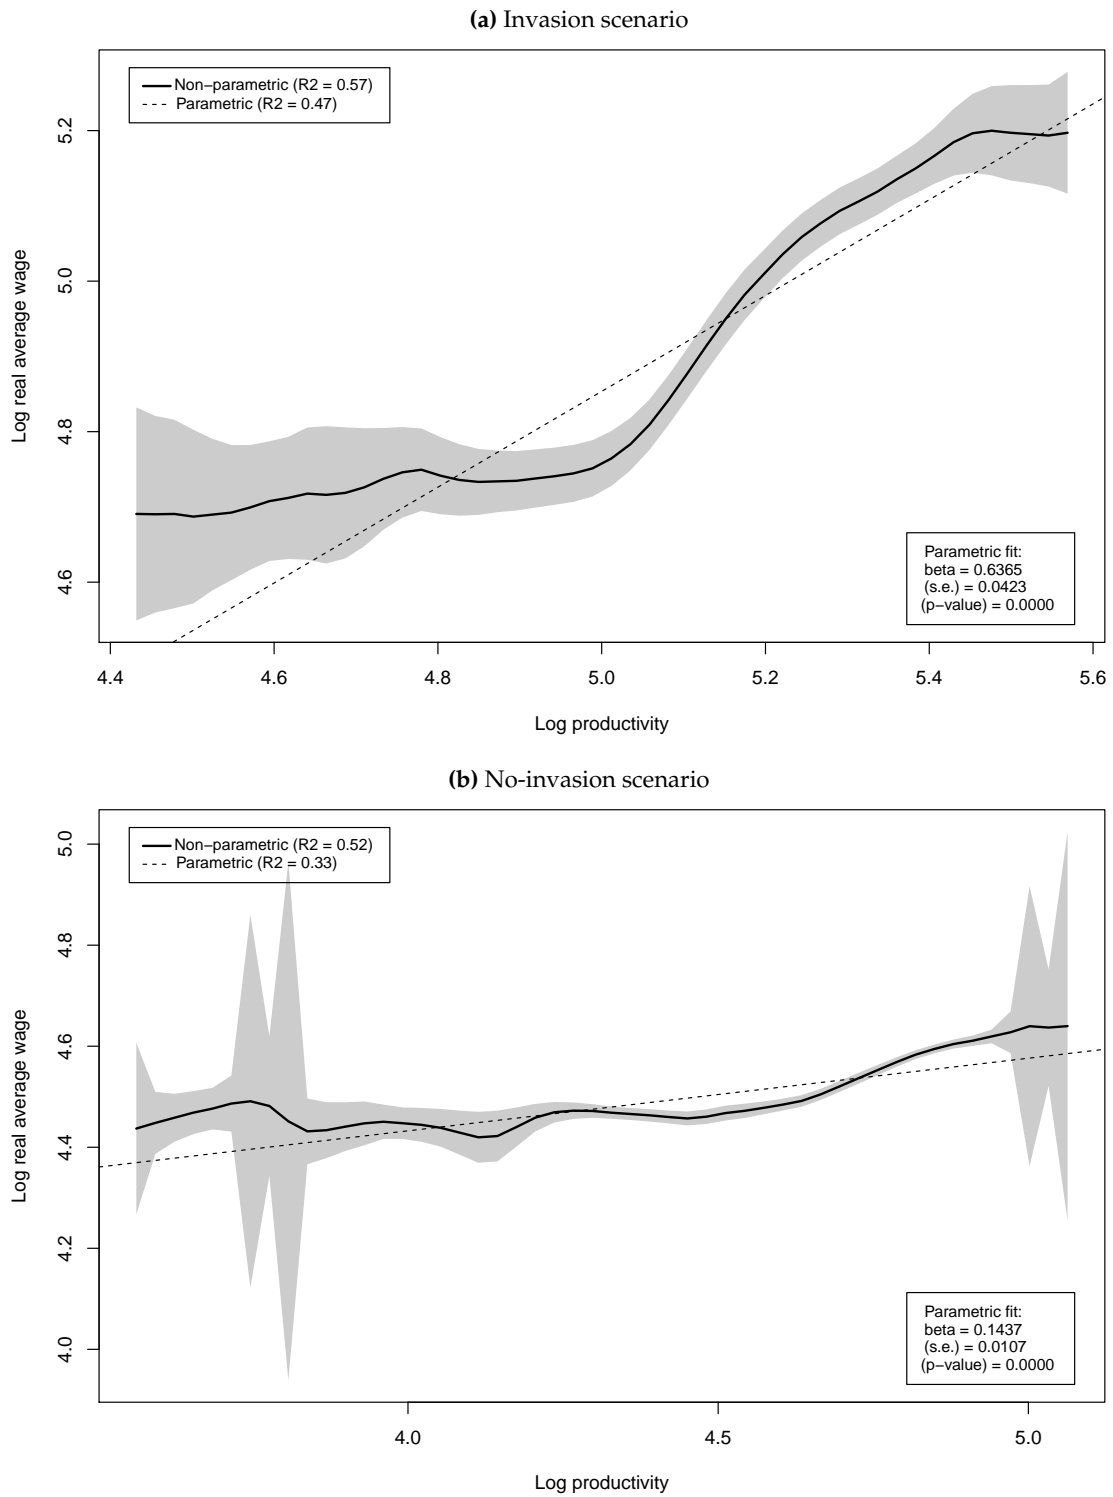 (a) Invasion scenario
Non−parametric (R2 = 0.57)
Parametric (R2 = 0.47)
5.2
5.0
4.8
4.6
Log real average wage
Parametric fit:
beta = 0.6365
(s.e.) = 0.0423
(p−value) = 0.0000
4.4 4.6 4.8 5.0 5.2 5.4 5.6
Log productivity
(b) No-invasion scenario
Non−parametric (R2 = 0.52)
Parametric (R2 = 0.33)
5.0
4.8
4.6
4.4
4.2
4.0
Log real average wage
Parametric fit:
beta = 0.1437
(s.e.) = 0.0107
(p−value) = 0.0000
4.0 4.5 5.0
Log productivity